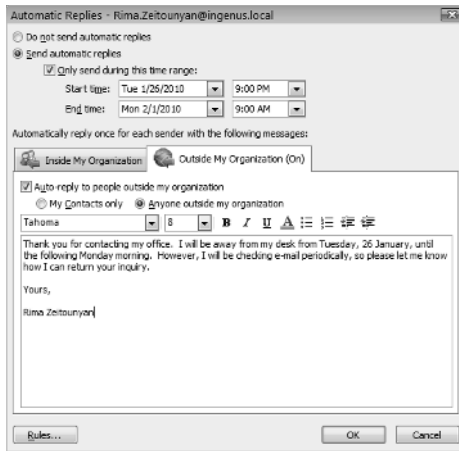 Automatic Replies - Rima.Zeitounyan@ingenus.local
Do not send automatic replies
Send automatic replies
Only send during this time range:
Start time: Tue 1/26/2010 9:00 PM
End time: Mon 2/1/2010 9:00 AM
Automatically reply once for each sender with the following messages:
Inside My Organization Outside My Organization (On)
Auto-reply to people outside my organization
My Contacts only Anyone outside my organization
Tahoma 8 B I U A
Thank you for contacting my office. I will be away from my desk from Tuesday, 26 January, until
the following Monday morning. However, I will be checking e-mail periodically, so please let me know
how I can return your inquiry.
Yours,
Rima Zeitounyan
Rules... OK Cancel